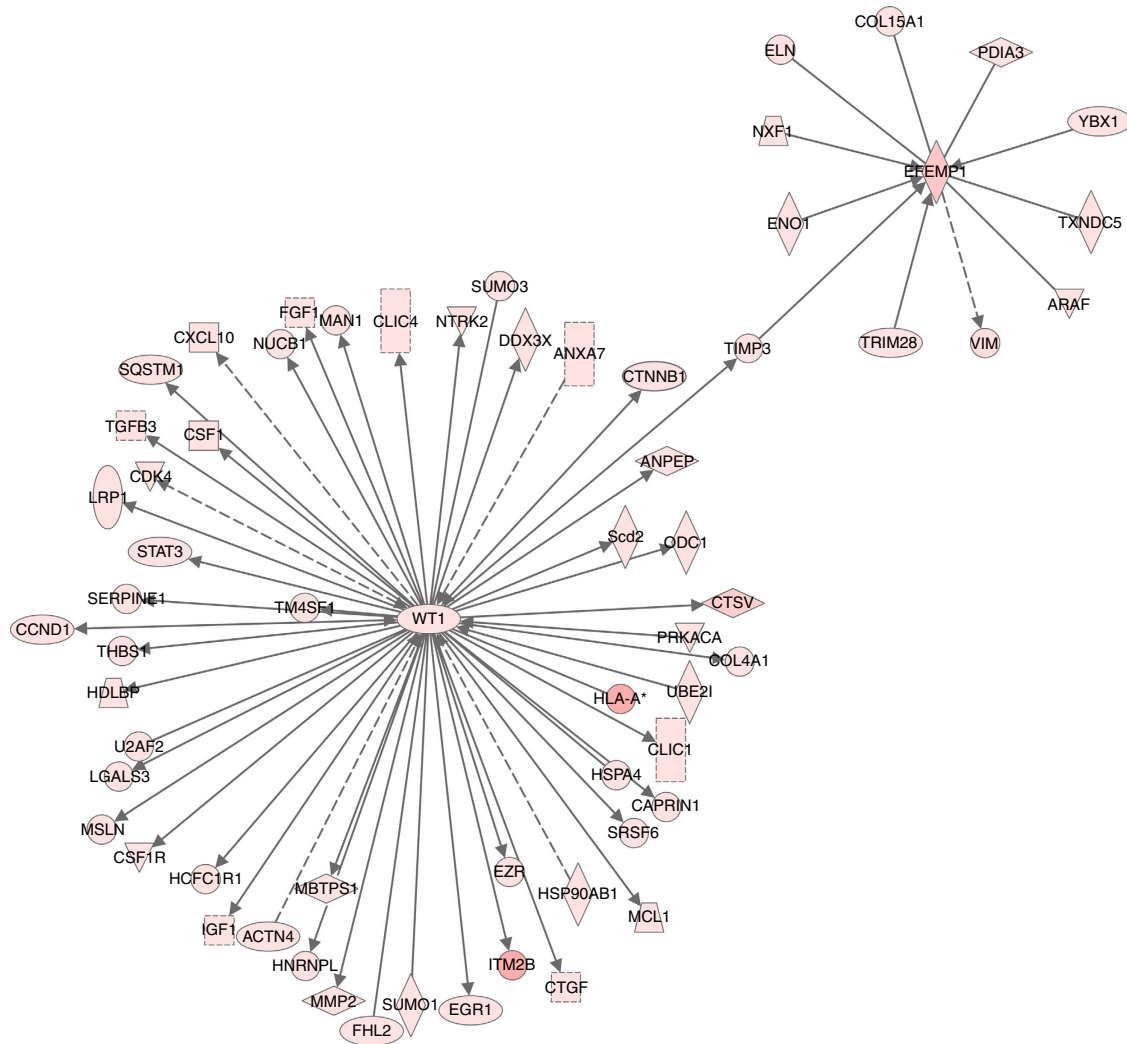 COL15A1
ELN
PDIA3
NXF1
YBX1
EFEMP1
ENO1
TXNDC5
ARAF
SUMO3
FGF1
MAN1
CLIC4
NTRK2
CXCL10
NUCB1
DDX3X
ANXA7
TIMP3
TRIM28
VIM
SQSTM1
CTNNB1
TGFB3
CSF1
CDK4
ANPEP
LRP1
STAT3
Scd2
ODC1
SERPINE1
TM4SF1
CTSV
WT1
CCND1
PRKACA
THBS1
COL4A1
HDLBP
HLA-A*
UBE2I
U2AF2
CLIC1
LGALS3
HSPA4
CAPRIN1
MSLN
SRSF6
CSF1R
HCFC1R1
MBTPS1
EZR
HSP90AB1
MCL1
IGF1
ACTN4
HNRNPL
ITM2B
CTGF
MMP2
SUMO1
EGR1
FHL2